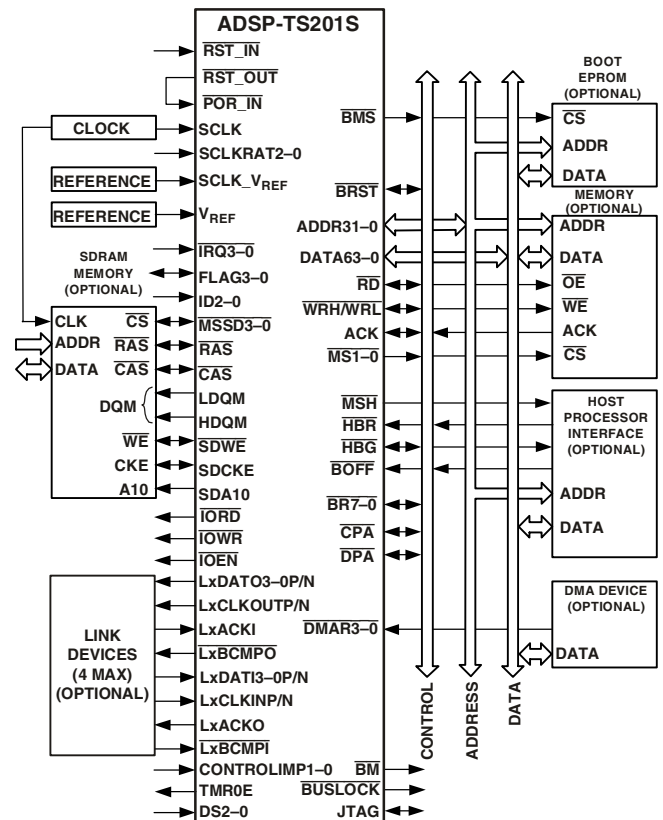 ADSP-TS201S
RST_IN
RST_OUT
POR_IN
CLOCK
SCLK
SCLKRAT2–0
REFERENCE
SCLK_VREF
REFERENCE
VREF
IRQ3–0
SDRAM
MEMORY
(OPTIONAL)
FLAG3–0
ID2–0
CLK
CS
MSSD3–0
ADDR
RAS
RAS
DATA
CAS
CAS
DQM
LDQM
HDQM
WE
SDWE
CKE
SDCKE
A10
SDA10
IORD
IOWR
IOEN
LINK
DEVICES
(4 MAX)
(OPTIONAL)
LxDATO3–0P/N
LxCLKOUTP/N
LxACKI
LxBCMPO
LxDATI3–0P/N
LxCLKINP/N
LxACKO
LxBCMPI
CONTROLIMP1–0
TMR0E
DS2–0
BMS
BRST
ADDR31–0
DATA63–0
RD
WRH/WRL
ACK
MS1–0
MSH
HBR
HBG
BOFF
BR7–0
CPA
DPA
DMAR3–0
BM
BUSLOCK
JTAG
CONTROL
ADDRESS
DATA
BOOT
EPROM
(OPTIONAL)
CS
ADDR
DATA
MEMORY
(OPTIONAL)
ADDR
DATA
OE
WE
ACK
CS
HOST
PROCESSOR
INTERFACE
(OPTIONAL)
ADDR
DATA
DMA DEVICE
(OPTIONAL)
DATA